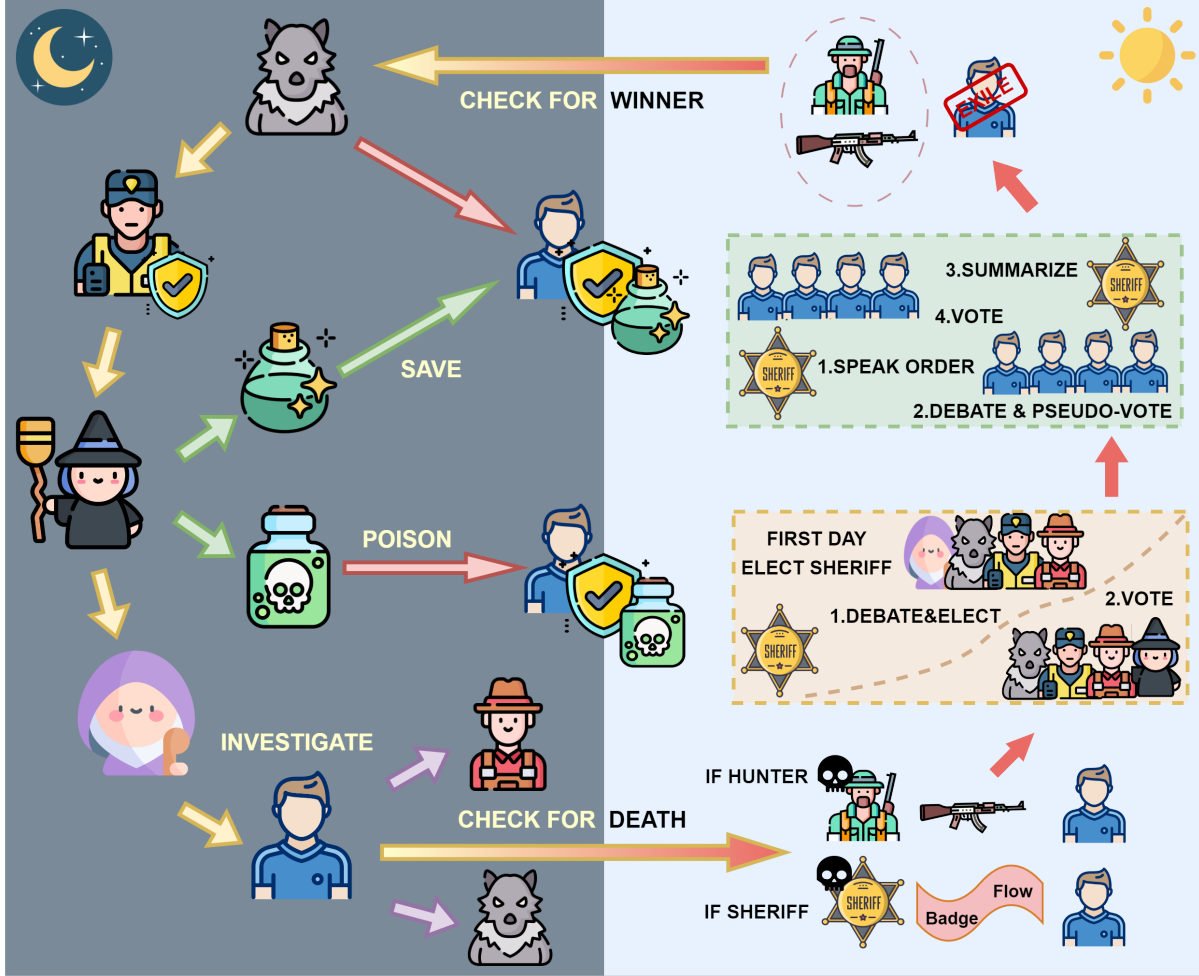 CHECK FOR WINNER
EXILE
3.SUMMARIZE
SHERIFF
4.VOTE
SHERIFF
1.SPEAK ORDER
2.DEBATE & PSEUDO-VOTE
SAVE
POISON
FIRST DAY
ELECT SHERIFF
2.VOTE
1.DEBATE&ELECT
SHERIFF
INVESTIGATE
CHECK FOR DEATH
IF HUNTER
IF SHERIFF
SHERIFF
Badge
Flow